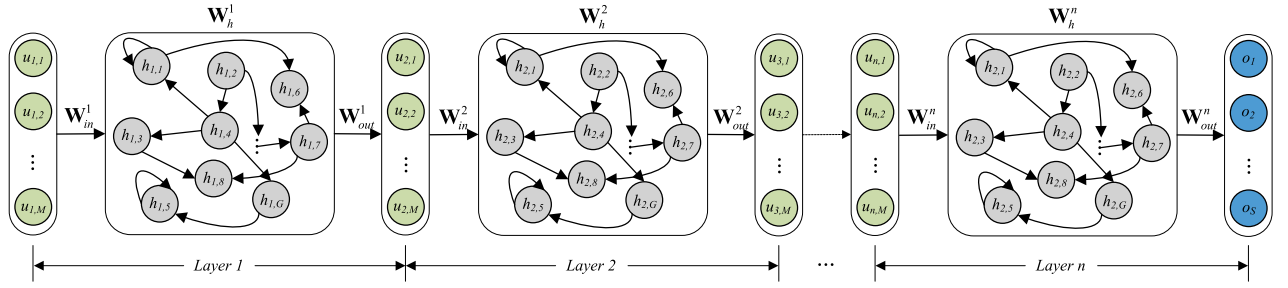 W_h^1 W_h^2 W_h^n
u_{1,1} u_{1,2} ⋮ u_{1,M}
W_{in}^1
h_{1,1} h_{1,2} h_{1,6} h_{1,3} h_{1,4} ⋮ h_{1,7} h_{1,8} h_{1,5} h_{1,G}
W_{out}^1
u_{2,1} u_{2,2} ⋮ u_{2,M}
W_{in}^2
h_{2,1} h_{2,2} h_{2,6} h_{2,3} h_{2,4} ⋮ h_{2,7} h_{2,8} h_{2,5} h_{2,G}
W_{out}^2
u_{3,1} u_{3,2} ⋮ u_{3,M}
u_{n,1} u_{n,2} ⋮ u_{n,M}
W_{in}^n
h_{2,1} h_{2,2} h_{2,6} h_{2,3} h_{2,4} ⋮ h_{2,7} h_{2,8} h_{2,5} h_{2,G}
W_{out}^n
o_1 o_2 ⋮ o_S
Layer 1 Layer 2 ... Layer n